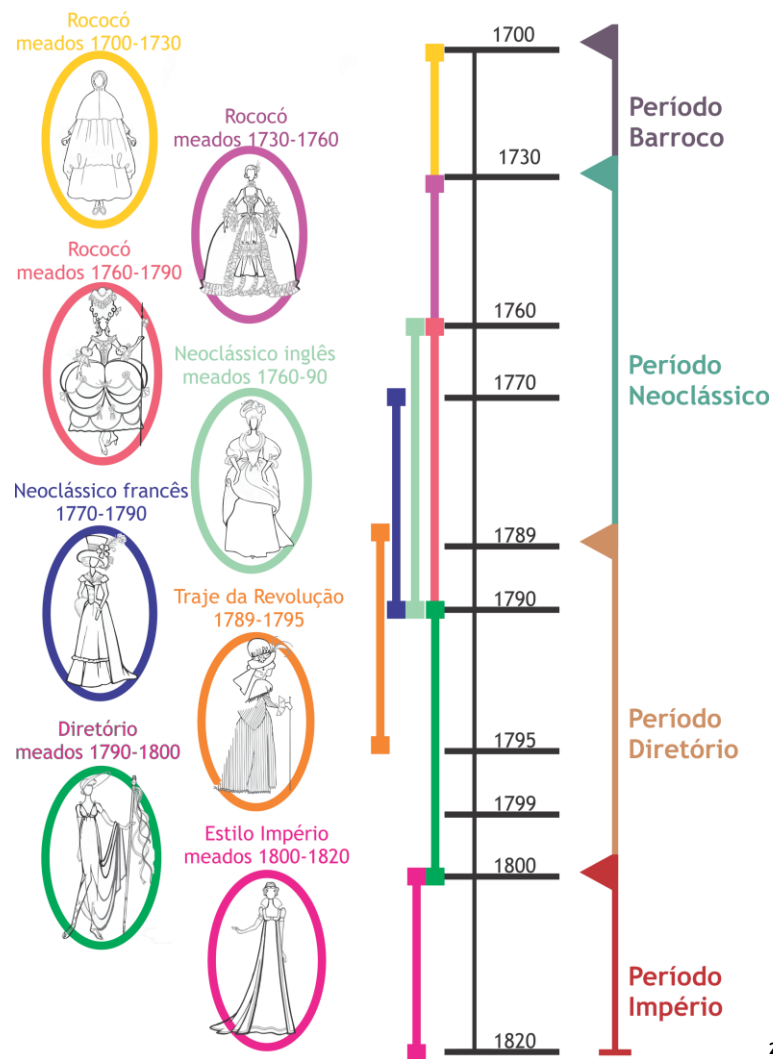 Rococó
meados 1700-1730
Rococó
meados 1730-1760
Rococó
meados 1760-1790
Neoclássico inglês
meados 1760-90
Neoclássico francês
1770-1790
Traje da Revolução
1789-1795
Diretório
meados 1790-1800
Estilo Império
meados 1800-1820
1700
1730
1760
1770
1789
1790
1795
1799
1800
1820
Período
Barroco
Período
Neoclássico
Período
Diretório
Período
Império